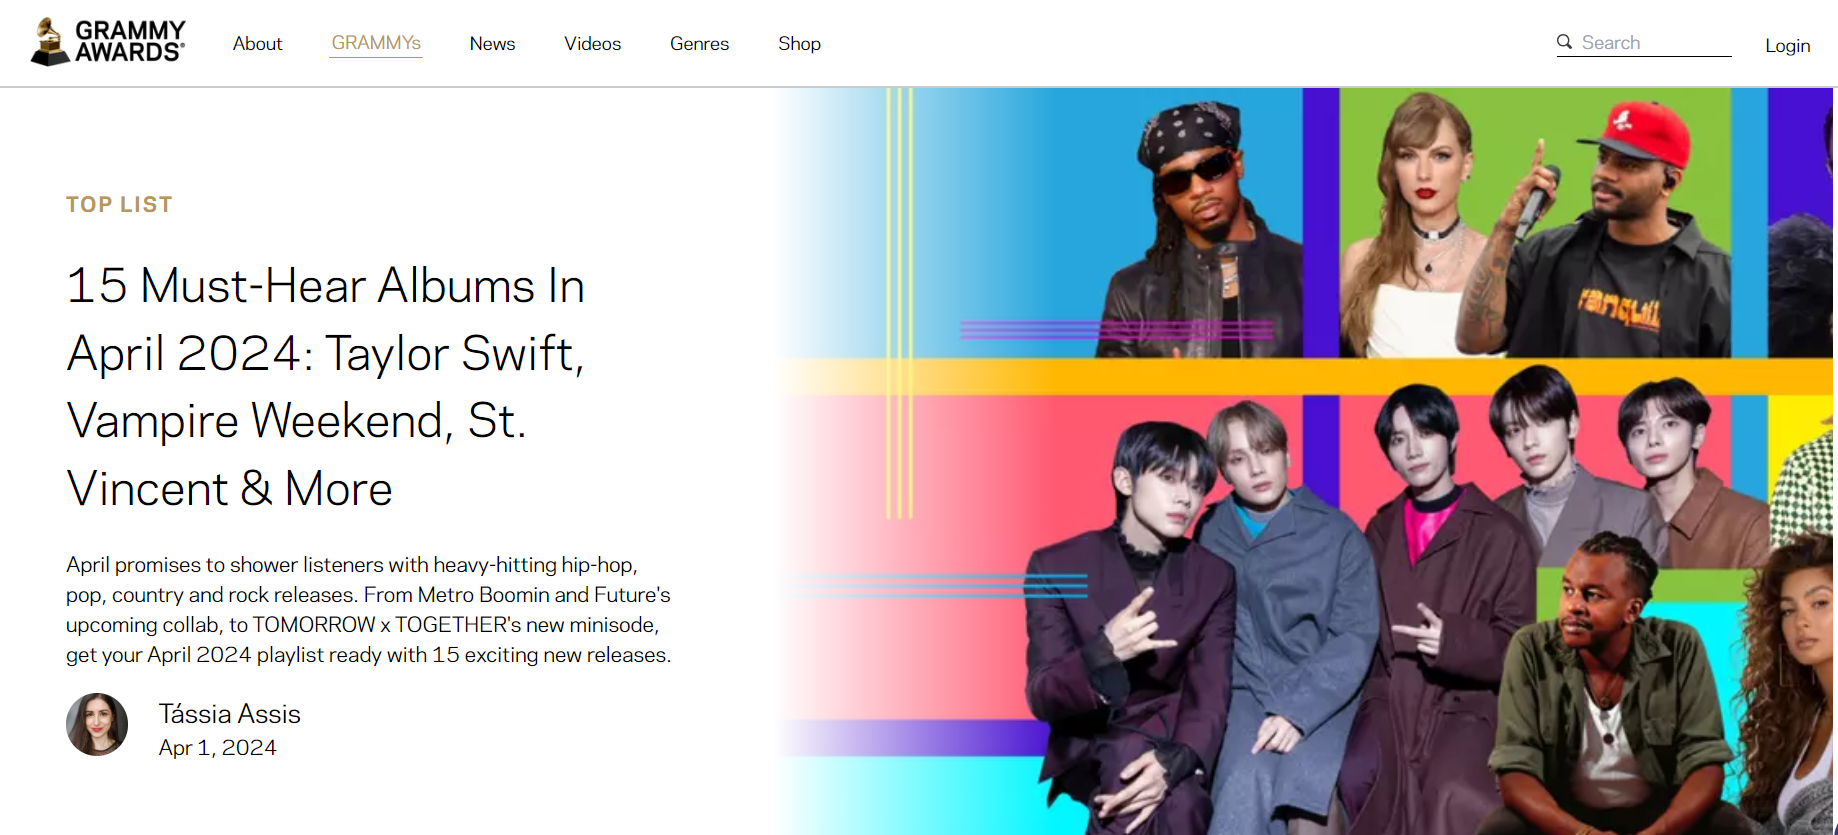 GRAMMY
AWARDS®
About
GRAMMYs
News
Videos
Genres
Shop
Search
Login
TOP LIST
15 Must-Hear Albums In
April 2024: Taylor Swift,
Vampire Weekend, St.
Vincent & More
April promises to shower listeners with heavy-hitting hip-hop,
pop, country and rock releases. From Metro Boomin and Future's
upcoming collab, to TOMORROW x TOGETHER's new minisode,
get your April 2024 playlist ready with 15 exciting new releases.
Tássia Assis
Apr 1, 2024